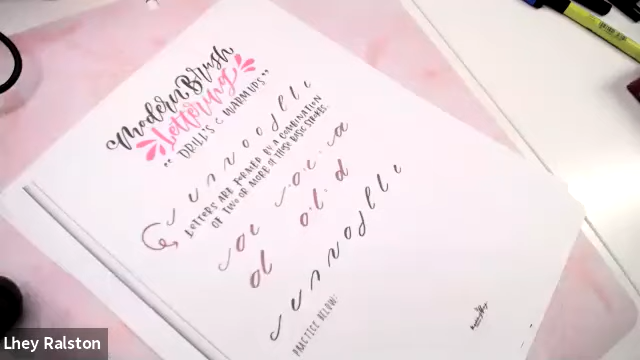 Modern Brush
Lettering
"DRILLS & WARMUPS"
LETTERS ARE FORMED BY A COMBINATION
OF TWO OR MORE OF THESE BASIC STROKES.
PRACTICE BELOW:
Lhey Ralston